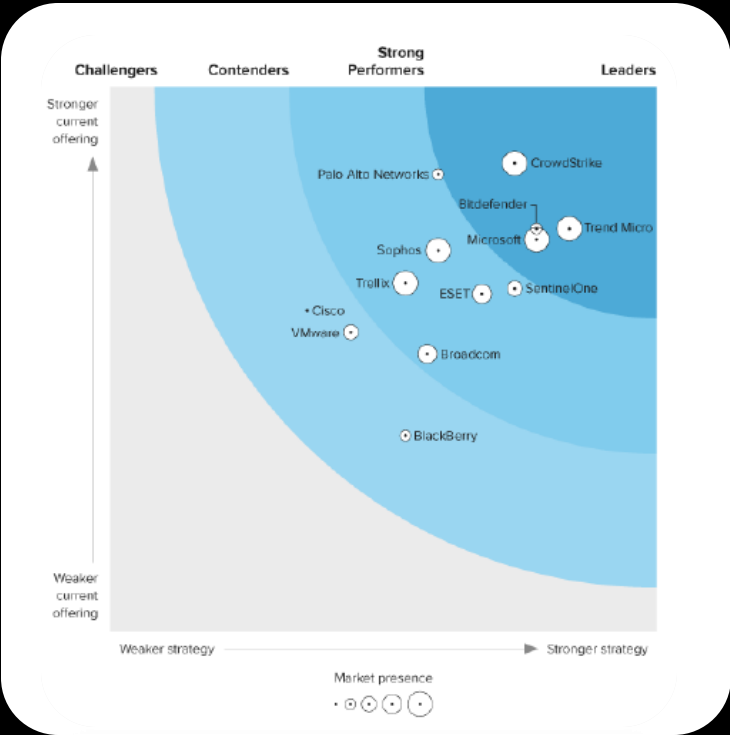 Strong
Challengers Contenders Performers Leaders
Stronger
current
offering
CrowdStrike
Palo Alto Networks
Bitdefender
Trend Micro
Microsoft
Sophos
Trellix
ESET
SentinelOne
Cisco
VMware
Broadcom
BlackBerry
Weaker
current
offering
Weaker strategy Stronger strategy
Market presence